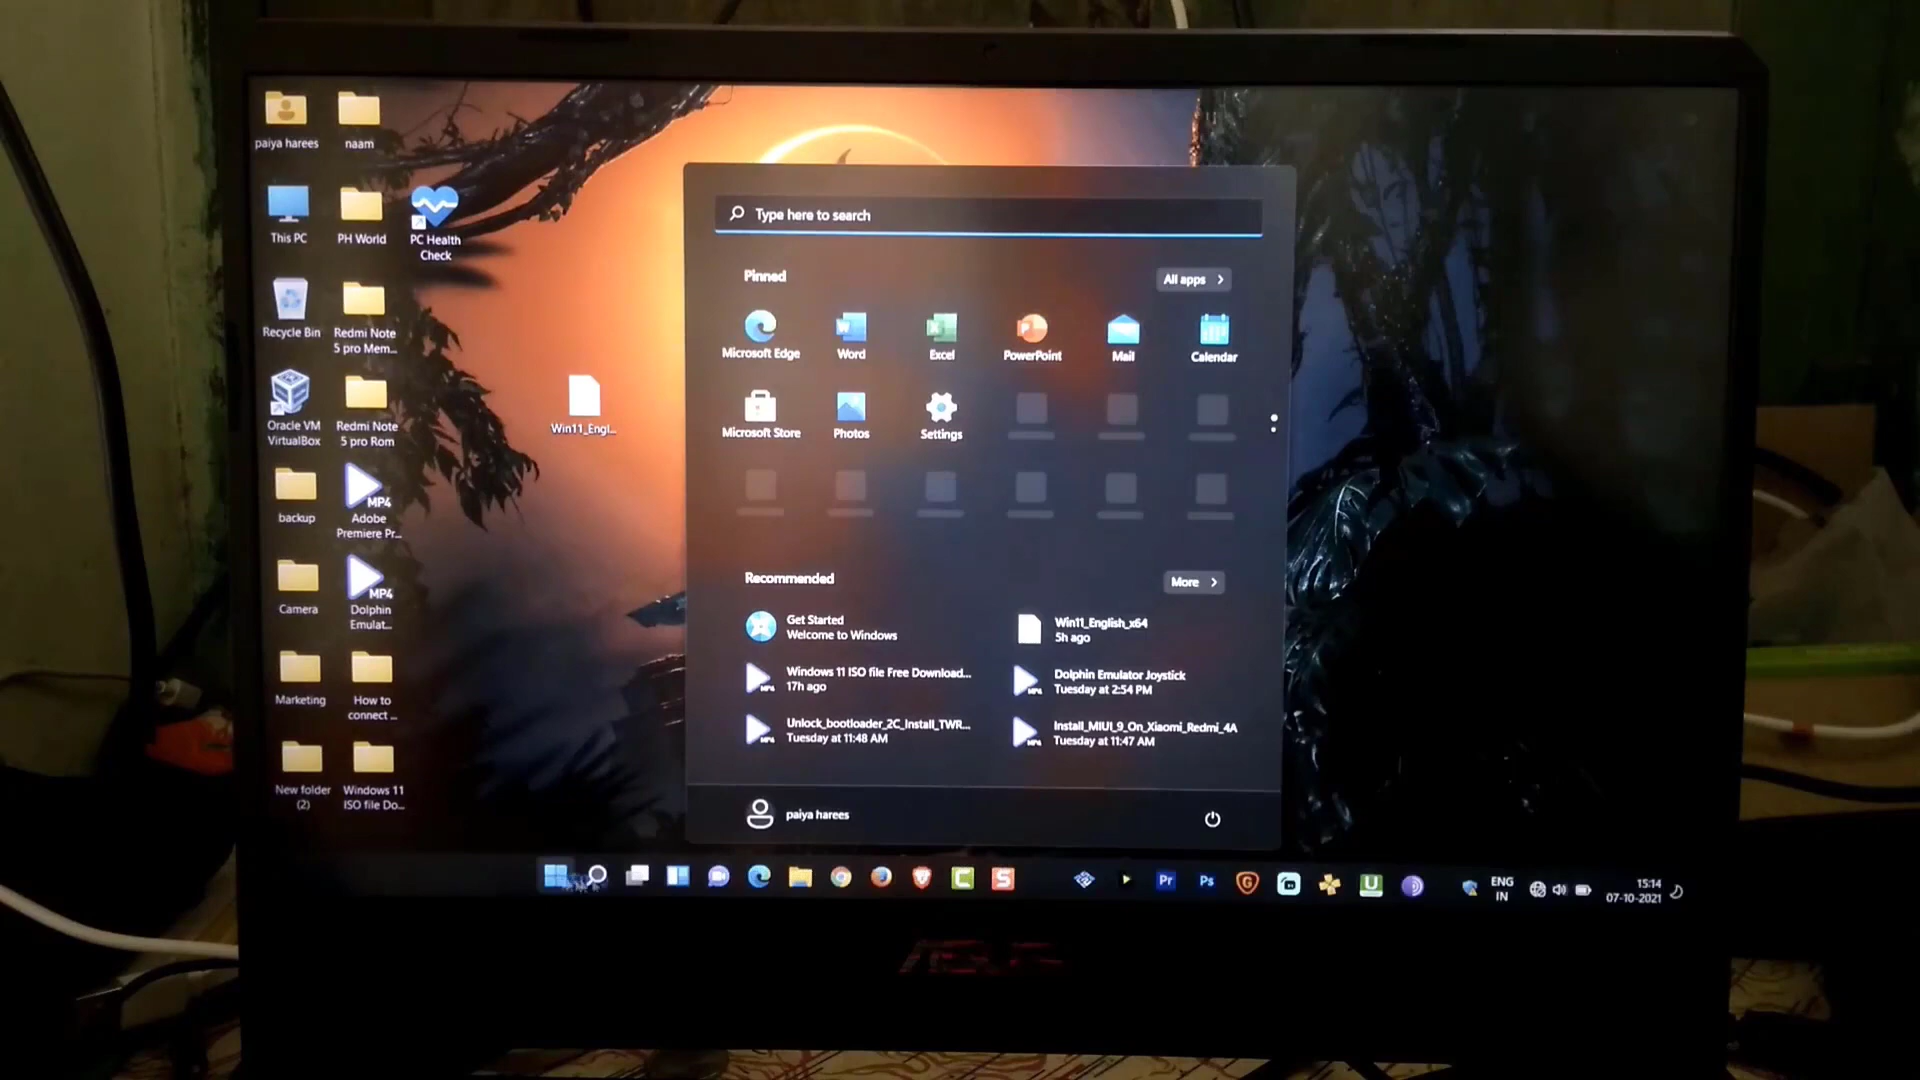 paiya harees
naam
This PC
PH World
PC Health
Check
Recycle Bin
Redmi Note
5 pro Mem...
Oracle VM
VirtualBox
Redmi Note
5 pro Rom
Win11_Engl...
backup
MP4
Adobe
Premiere Pr...
Camera
MP4
Dolphin
Emulat...
Marketing
How to
connect ...
New folder
(2)
Windows 11
ISO file Do...
Type here to search
Pinned
All apps
Microsoft Edge
Word
Excel
PowerPoint
Mail
Calendar
Microsoft Store
Photos
Settings
Recommended
More
Get Started
Welcome to Windows
Win11_English_x64
5h ago
Windows 11 ISO file Free Download...
17h ago
Dolphin Emulator Joystick
Tuesday at 2:54 PM
Unlock_bootloader_2C_Install_TWR...
Tuesday at 11:48 AM
Install_MIUI_9_On_Xiaomi_Redmi_4A
Tuesday at 11:47 AM
paiya harees
Pr
Ps
ENG
IN
15:14
07-10-2021
ASUS